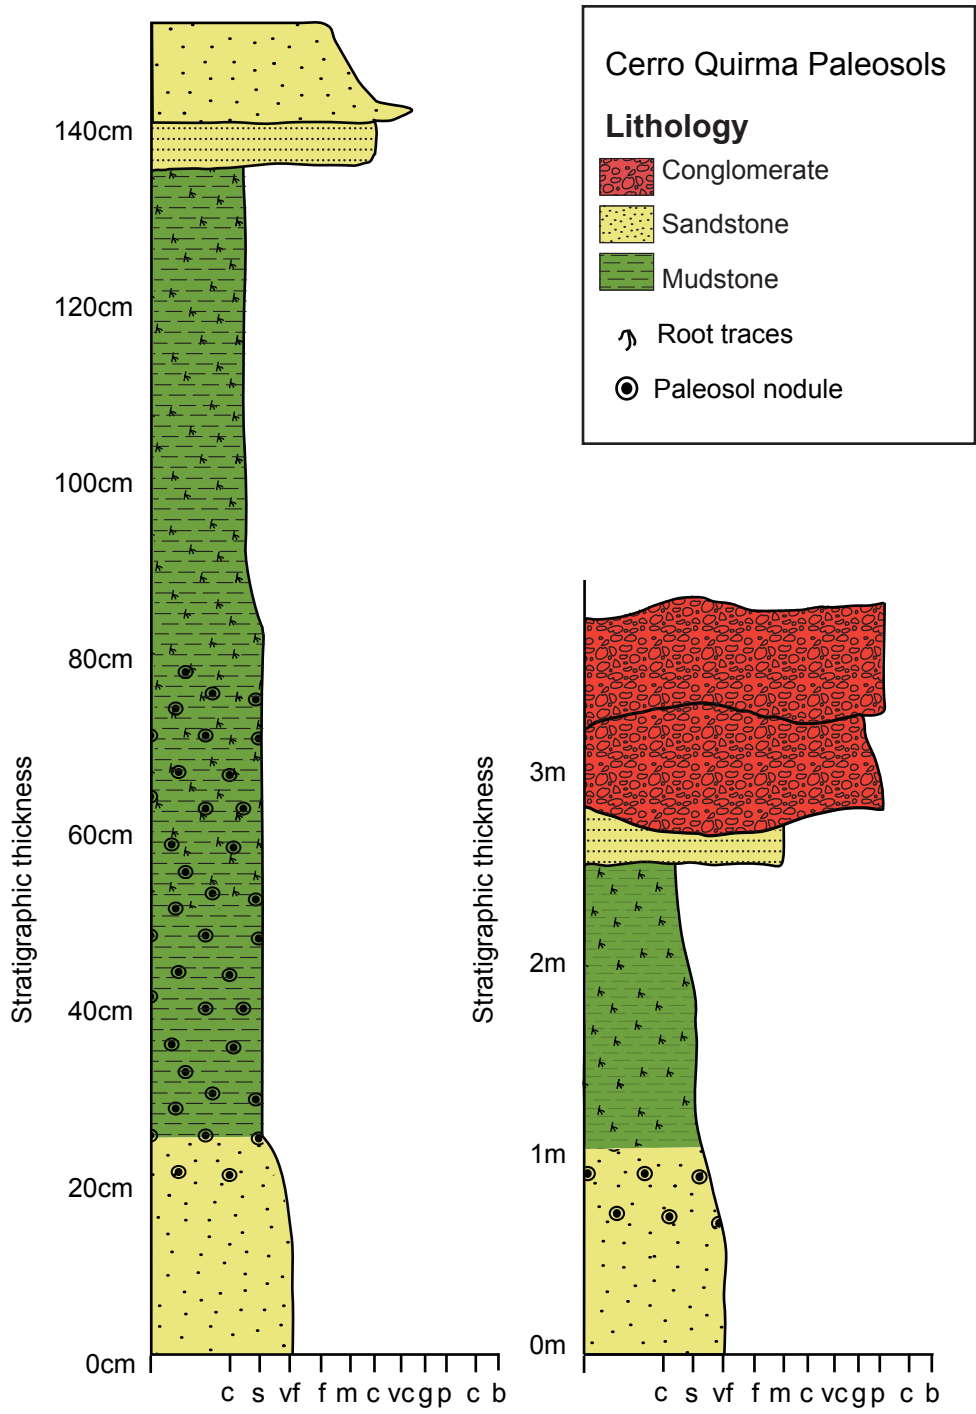 Cerro Quirma Paleosols
Lithology
Conglomerate
Sandstone
Mudstone
Root traces
Paleosol nodule
Stratigraphic thickness
140cm
120cm
100cm
80cm
60cm
40cm
20cm
0cm
c s vf f m c vc g p c b
Stratigraphic thickness
3m
2m
1m
0m
c s vf f m c vc g p c b